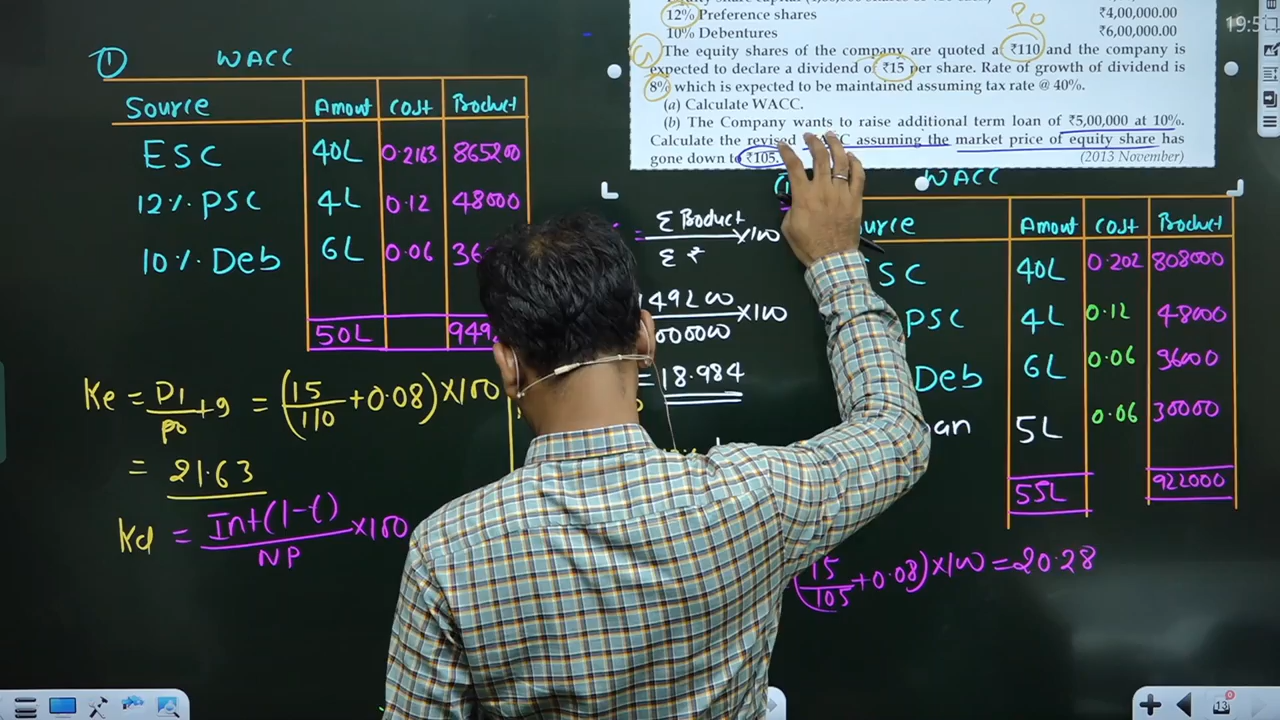 12% Preference shares ₹4,00,000.00
10% Debentures ₹6,00,000.00
P0
The equity shares of the company are quoted at ₹110 and the company is
expected to declare a dividend of ₹15 per share. Rate of growth of dividend is
8% which is expected to be maintained assuming tax rate @ 40%.
(a) Calculate WACC.
(b) The Company wants to raise additional term loan of ₹5,00,000 at 10%.
Calculate the revised assuming the market price of equity share has
gone down to ₹105. (2013 November)
① WACC
Source Amount Cost Product
ESC 40L 0.2163 865200
12% PSC 4L 0.12 48000
10% Deb 6L 0.06
50L
Ke = D1/P0 + g = (15/110 + 0.08) × 100
= 21.63
Kd = Int (1-t)/NP × 100
= Σ Product/Σ ₹ × 100
× 100
= 18.984
WACC
Amount Cost Product
SC 40L 0.202 808000
PSC 4L 0.12 48000
Deb 6L 0.06 36000
an 5L 0.06 30000
55L 922000
(15/105 + 0.08) × 100 = 20.28
13